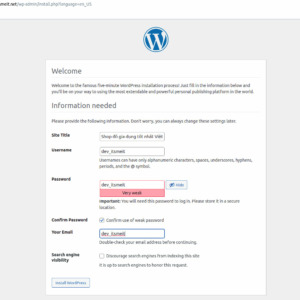 smeit.net/wp-admin/install.php?language=en_US
Welcome
Welcome to the famous five-minute WordPress installation process! Just fill in the information below and
you'll be on your way to using the most extendable and powerful personal publishing platform in the world.
Information needed
Please provide the following information. Don't worry, you can always change these settings later.
Site Title
Shop đồ gia dụng tốt nhất Việt
Username
dev_itsmeit
Usernames can have only alphanumeric characters, spaces, underscores, hyphens,
periods, and the @ symbol.
Password
dev_itsmeit
Hide
Very weak
Important: You will need this password to log in. Please store it in a secure
location.
Confirm Password
Confirm use of weak password
Your Email
dev_itsmeit
Double-check your email address before continuing.
Search engine
visibility
Discourage search engines from indexing this site
It is up to search engines to honor this request.
Install WordPress